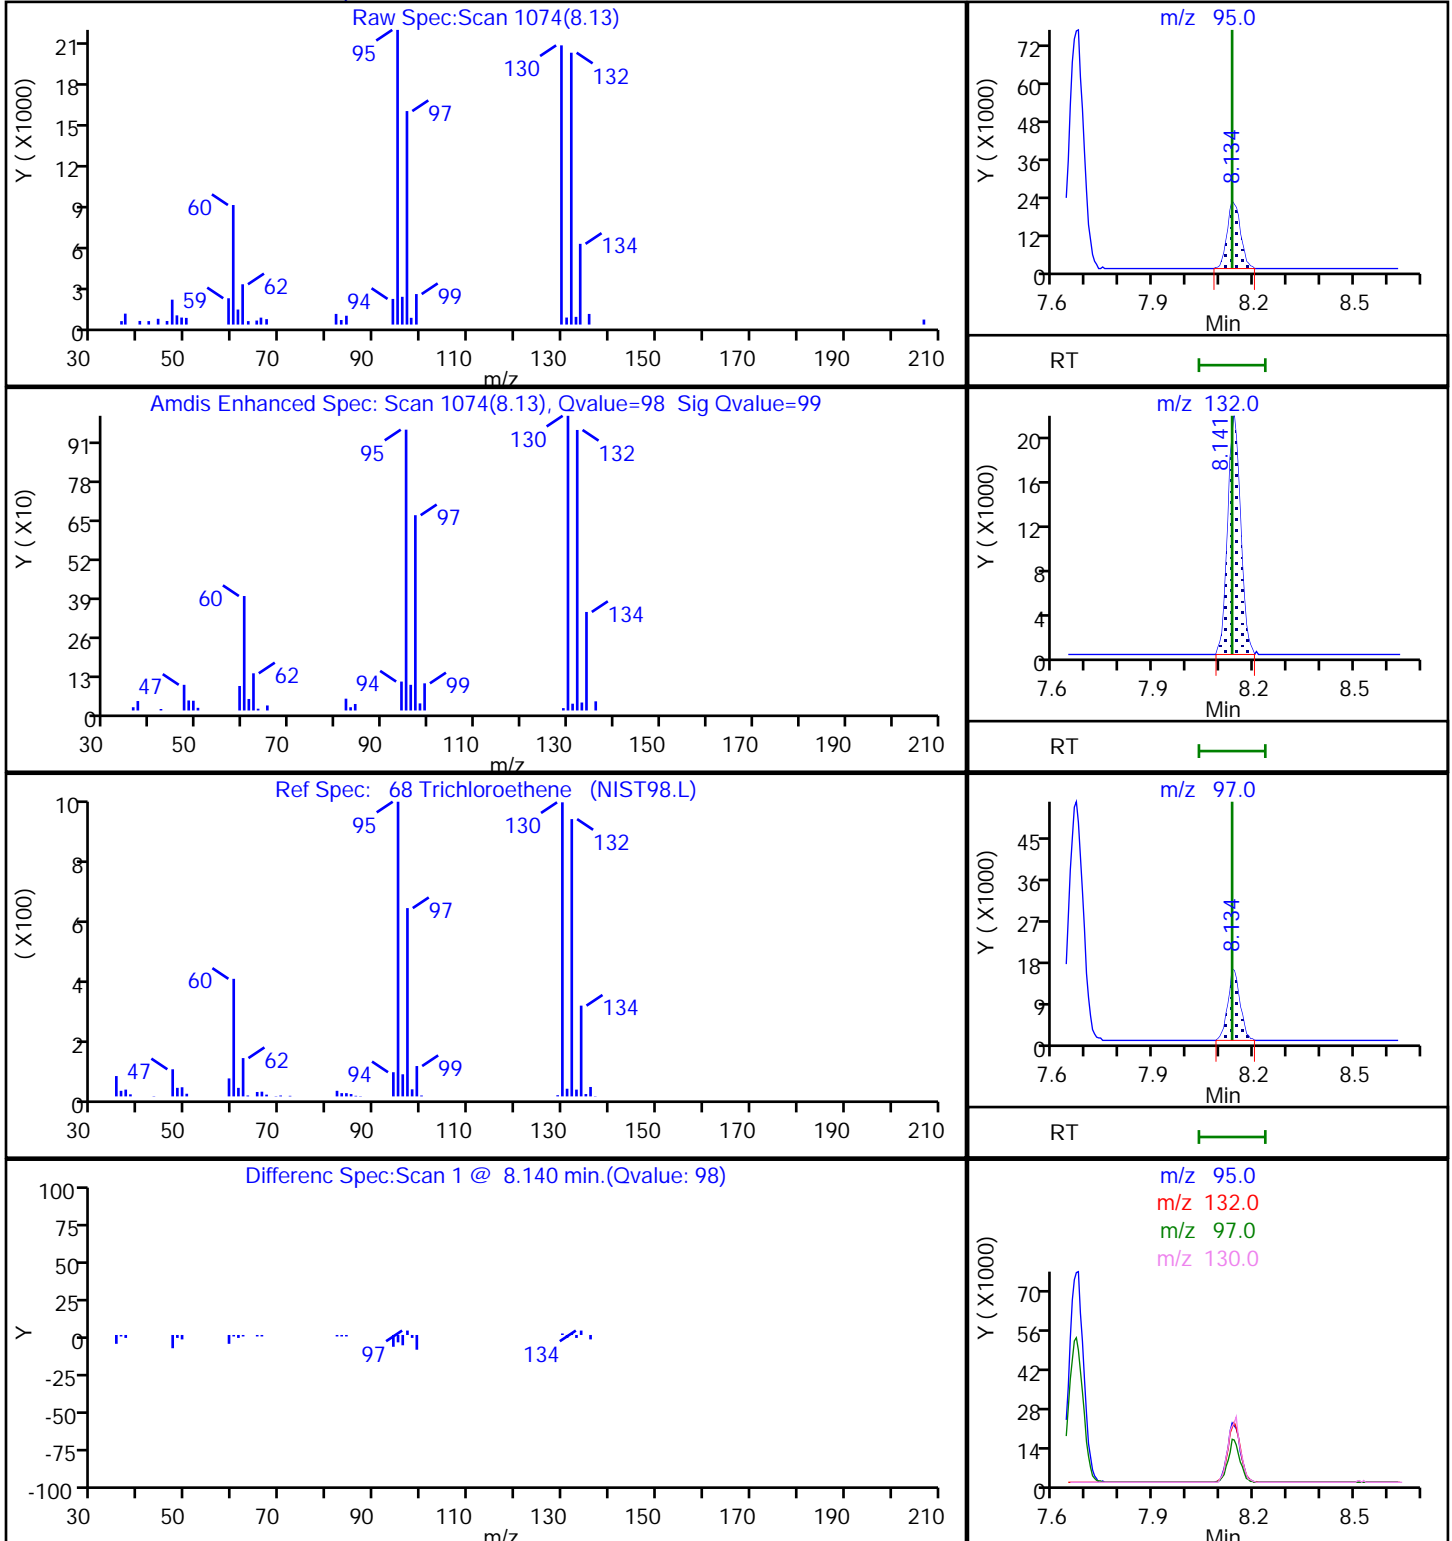 Raw Spec:Scan 1074(8.13)
Y ( X1000)
21
18
15
12
9
6
3
0
95
130
132
97
60
134
59
62
94
99
30 50 70 90 110 130 150 170 190 210
m/z
m/z 95.0
Y ( X1000)
72
60
48
36
24
12
0
8.134
7.6 7.9 8.2 8.5
Min
RT
Amdis Enhanced Spec: Scan 1074(8.13), Qvalue=98 Sig Qvalue=99
Y ( X10)
91
78
65
52
39
26
13
0
130
95
132
97
60
134
47
62
94
99
30 50 70 90 110 130 150 170 190 210
m/z
m/z 132.0
Y ( X1000)
20
16
12
8
4
0
8.141
7.6 7.9 8.2 8.5
Min
RT
Ref Spec: 68 Trichloroethene (NIST98.L)
( X100)
10
8
6
4
2
0
95
130
132
97
60
134
47
62
94
99
30 50 70 90 110 130 150 170 190 210
m/z 97.0
Y ( X1000)
45
36
27
18
9
0
8.134
7.6 7.9 8.2 8.5
Min
RT
Differenc Spec:Scan 1 @ 8.140 min.(Qvalue: 98)
Y
100
75
50
25
0
-25
-50
-75
-100
97
134
30 50 70 90 110 130 150 170 190 210
m/z
m/z 95.0
m/z 132.0
m/z 97.0
m/z 130.0
Y ( X1000)
70
56
42
28
14
0
7.6 7.9 8.2 8.5
Min